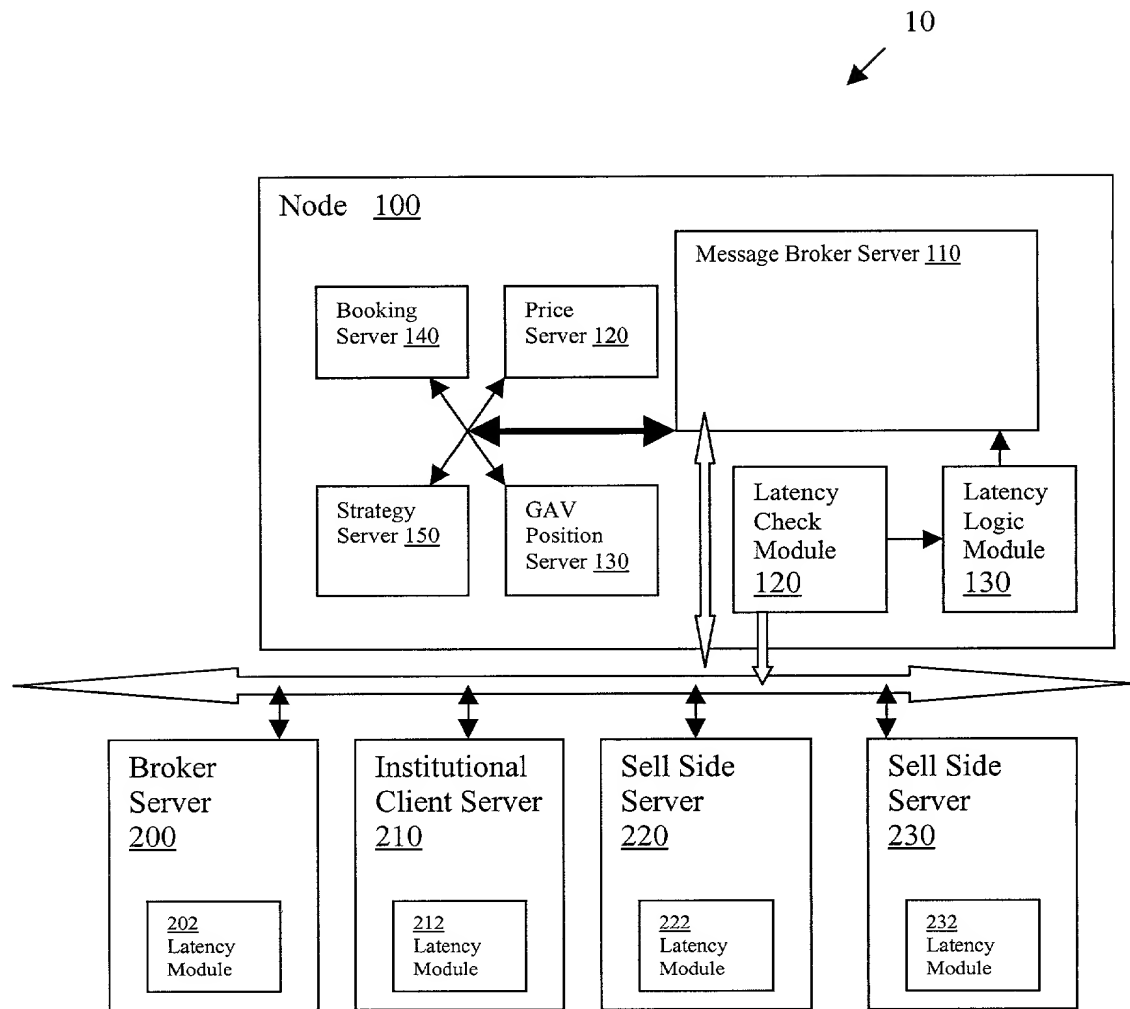 10
Node 100
Message Broker Server 110
Booking
Server 140
Price
Server 120
Strategy
Server 150
GAV
Position
Server 130
Latency
Check
Module
120
Latency
Logic
Module
130
Broker
Server
200
202
Latency
Module
Institutional
Client Server
210
212
Latency
Module
Sell Side
Server
220
222
Latency
Module
Sell Side
Server
230
232
Latency
Module